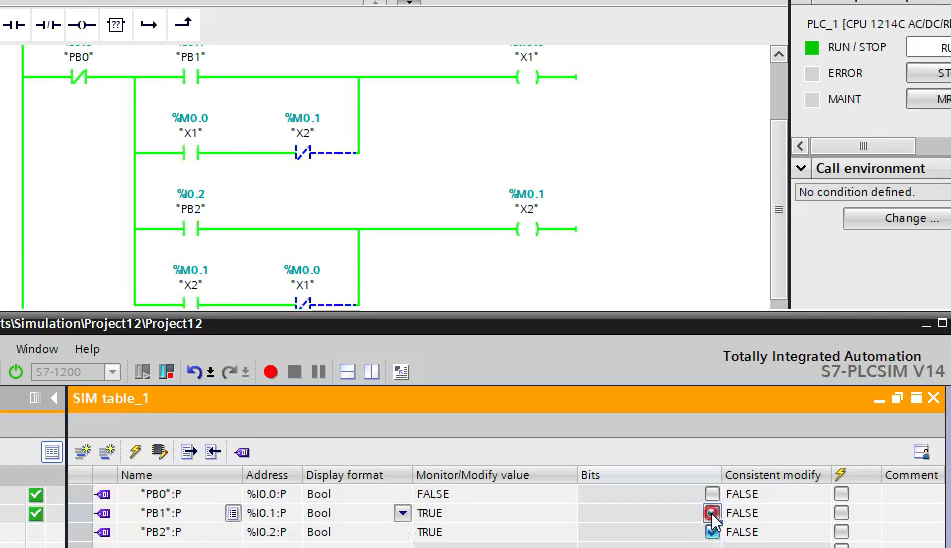 PLC_1 [CPU 1214C AC/DC/R
"PB0" "PB1" "X1"
RUN / STOP RU
ERROR ST
MAINT MR
%M0.0 %M0.1
"X1" "X2"
Call environment
No condition defined.
Change ...
%I0.2 %M0.1
"PB2" "X2"
%M0.1 %M0.0
"X2" "X1"
ts\Simulation\Project12\Project12
Window Help
Totally Integrated Automation
S7-PLCSIM V14
S7-1200
SIM table_1
Name Address Display format Monitor/Modify value Bits Consistent modify Comment
"PB0":P %I0.0:P Bool FALSE FALSE
"PB1":P %I0.1:P Bool TRUE FALSE
"PB2":P %I0.2:P Bool TRUE FALSE